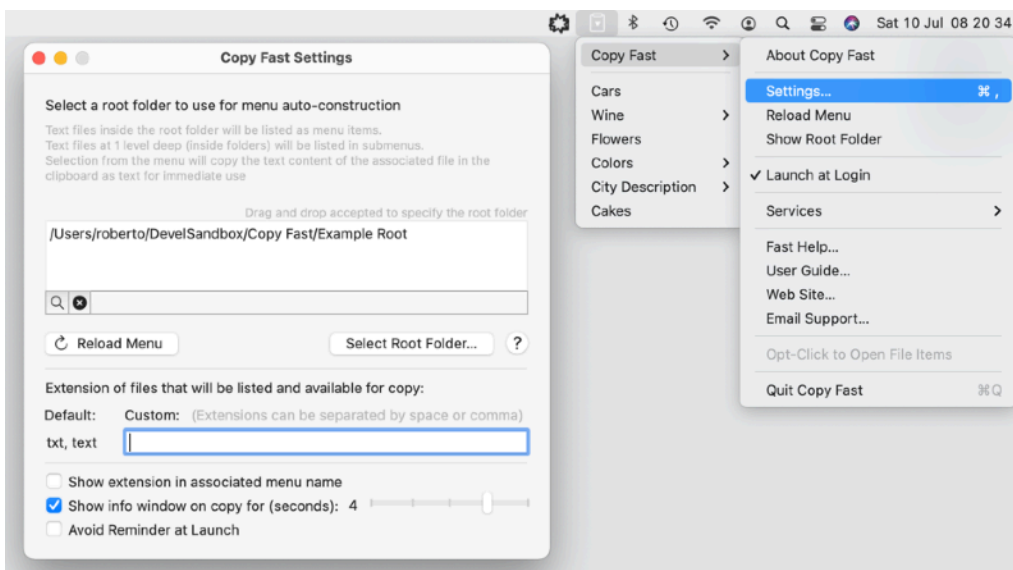 Sat 10 Jul 08 20 34
Copy Fast Settings
Select a root folder to use for menu auto-construction
Text files inside the root folder will be listed as menu items.
Text files at 1 level deep (inside folders) will be listed in submenus.
Selection from the menu will copy the text content of the associated file in the
clipboard as text for immediate use
Drag and drop accepted to specify the root folder
/Users/roberto/DevelSandbox/Copy Fast/Example Root
Reload Menu
Select Root Folder...
?
Extension of files that will be listed and available for copy:
Default: Custom: (Extensions can be separated by space or comma)
txt, text
Show extension in associated menu name
Show info window on copy for (seconds): 4
Avoid Reminder at Launch
Copy Fast
Cars
Wine
Flowers
Colors
City Description
Cakes
About Copy Fast
Settings... ⌘ ,
Reload Menu
Show Root Folder
✓ Launch at Login
Services
Fast Help...
User Guide...
Web Site...
Email Support...
Opt-Click to Open File Items
Quit Copy Fast ⌘Q